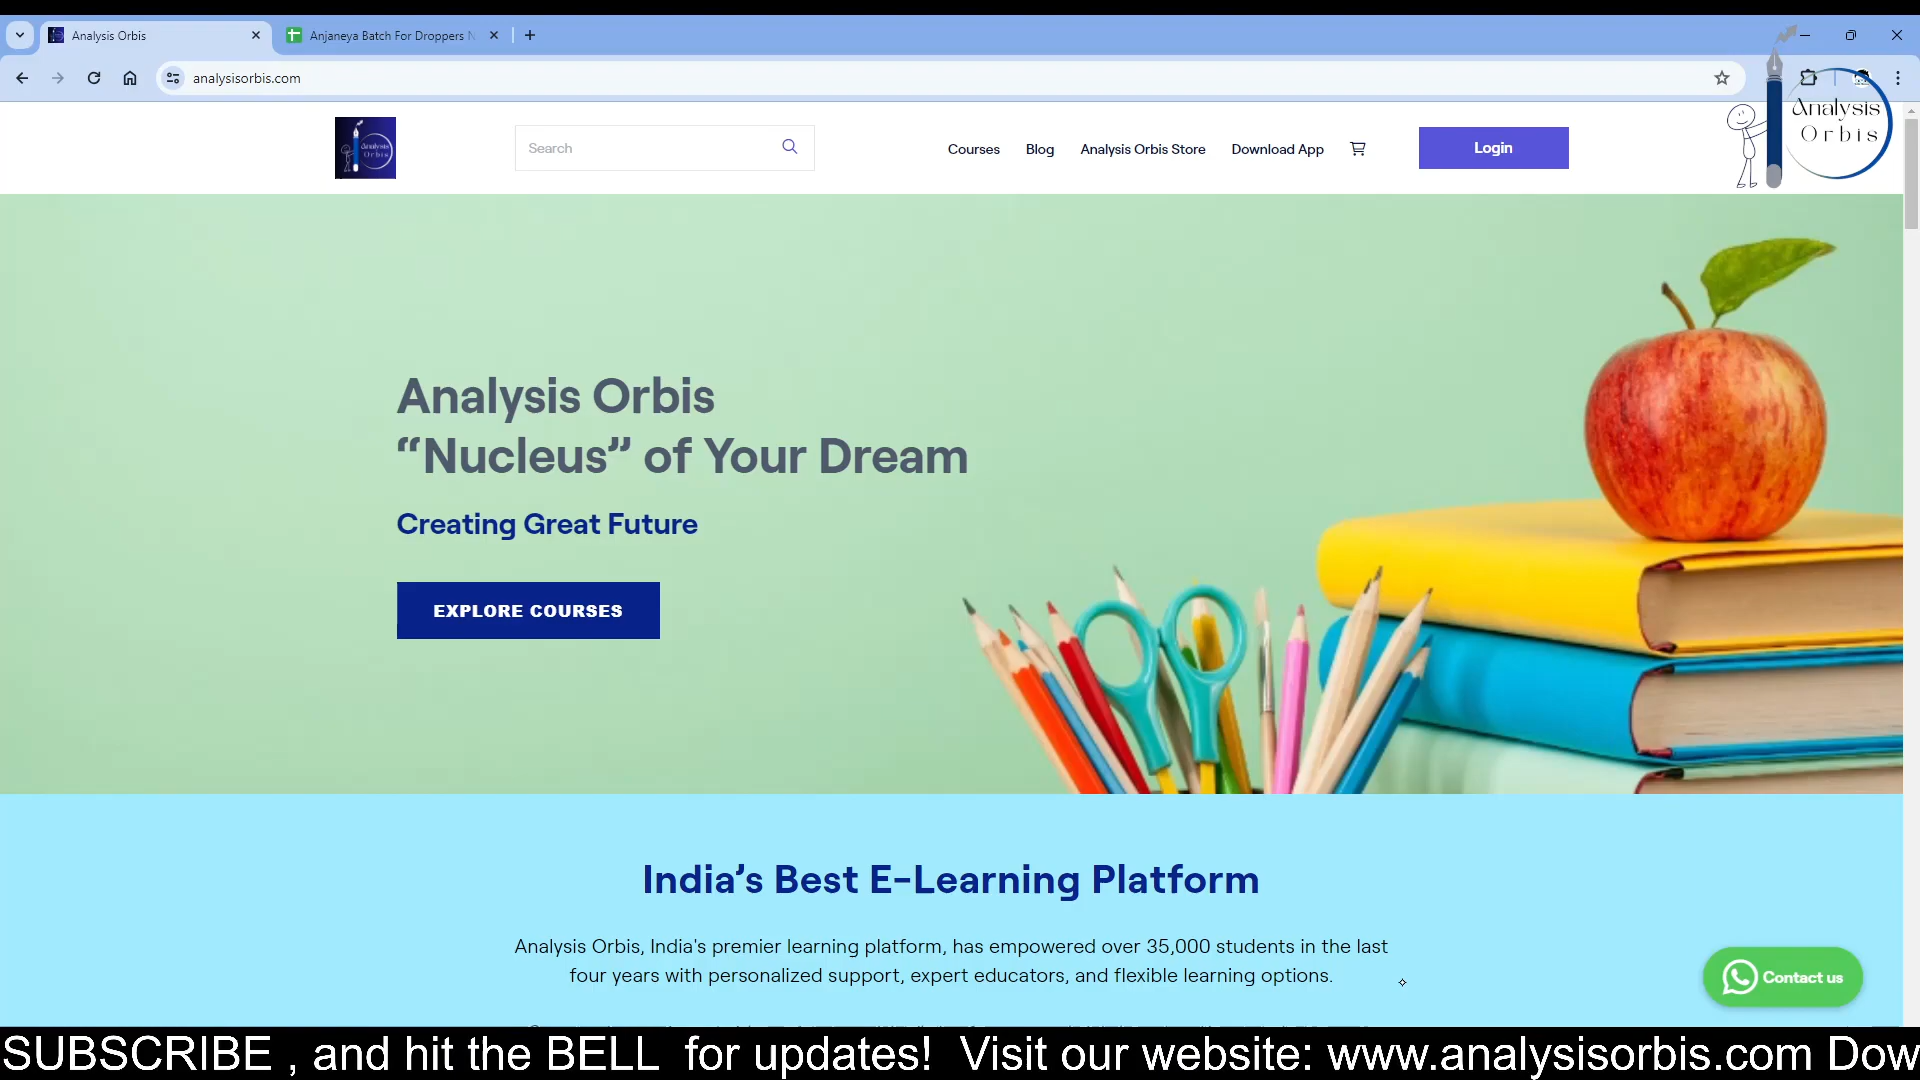 Analysis Orbis
Anjaneya Batch For Droppers
analysisorbis.com
Analysis
Orbis
Analysis
Orbis
Search
Courses
Blog
Analysis Orbis Store
Download App
Login
Analysis Orbis
“Nucleus” of Your Dream
Creating Great Future
EXPLORE COURSES
India’s Best E-Learning Platform
Analysis Orbis, India's premier learning platform, has empowered over 35,000 students in the last
four years with personalized support, expert educators, and flexible learning options.
Contact us
SUBSCRIBE , and hit the BELL for updates! Visit our website: www.analysisorbis.com Dow